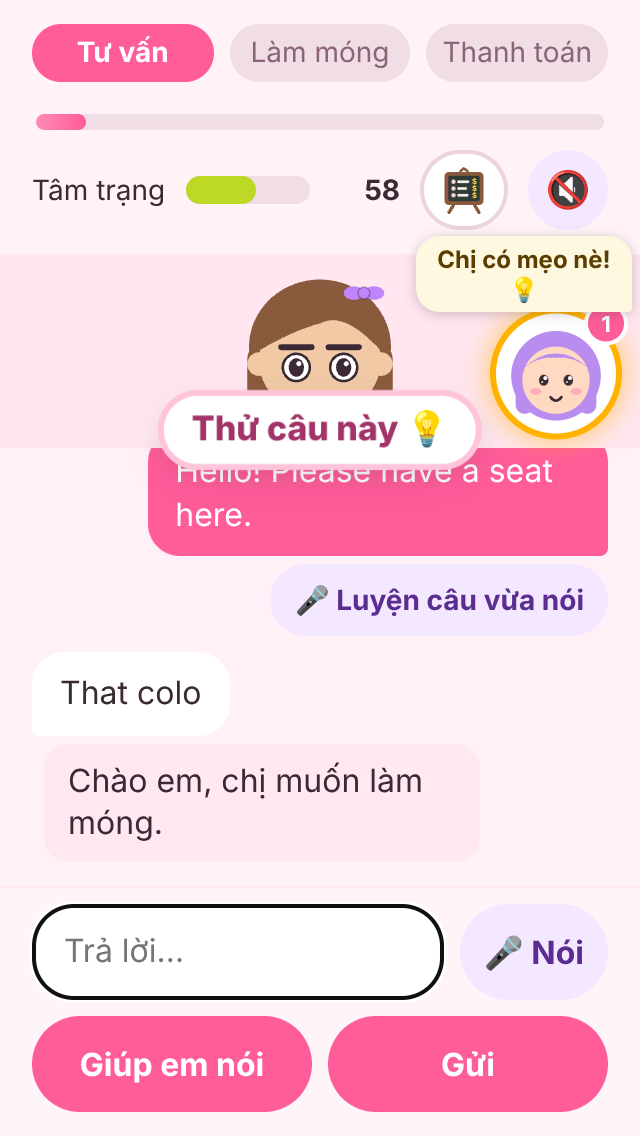 Tư vấn
Làm móng
Thanh toán
Tâm trạng
58
Chị có mẹo nè!
1
Thử câu này
Hello! Please have a seat
here.
Luyện câu vừa nói
That colo
Chào em, chị muốn làm
móng.
Trả lời...
Nói
Giúp em nói
Gửi